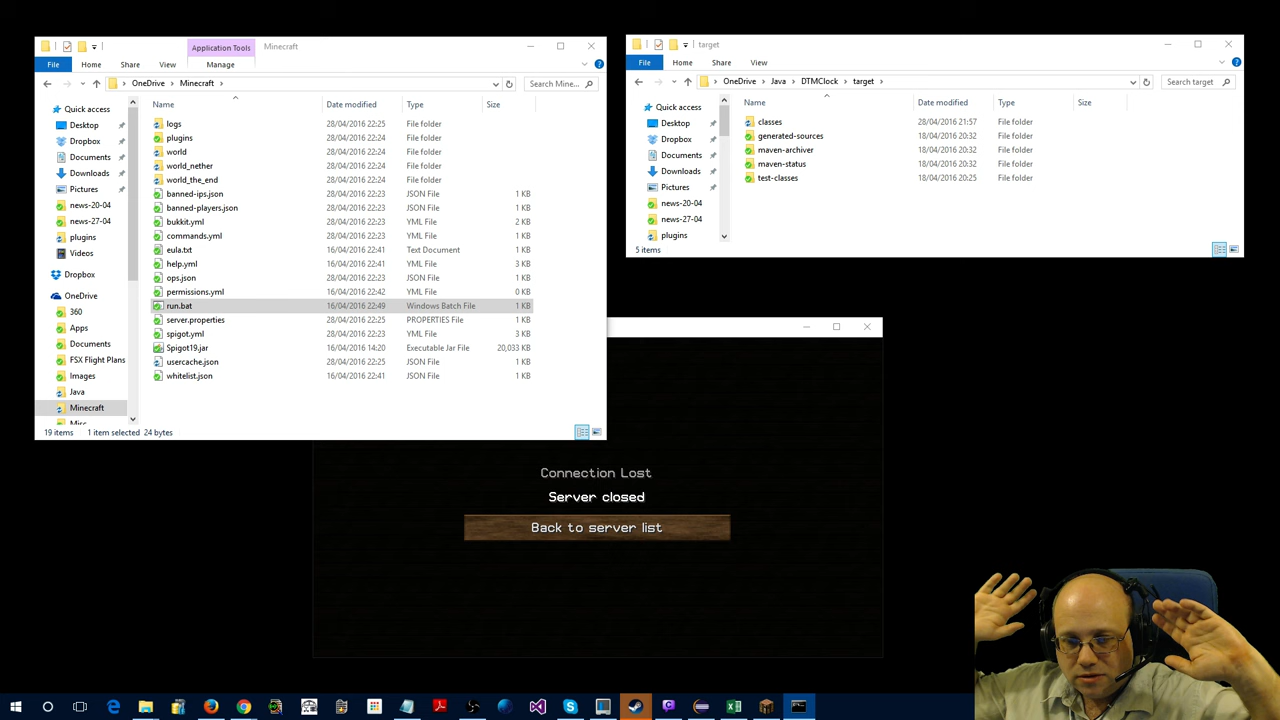 Application Tools
Minecraft
File
Home
Share
View
Manage
OneDrive
Minecraft
Search Mine...
Quick access
Desktop
Dropbox
Documents
Downloads
Pictures
news-20-04
news-27-04
plugins
Videos
Dropbox
OneDrive
360
Apps
Documents
FSX Flight Plans
Images
Java
Minecraft
Misc
Name Date modified Type Size
logs 28/04/2016 22:25 File folder
plugins 28/04/2016 22:24 File folder
world 28/04/2016 22:24 File folder
world_nether 28/04/2016 22:24 File folder
world_the_end 28/04/2016 22:24 File folder
banned-ips.json 28/04/2016 22:23 JSON File 1 KB
banned-players.json 28/04/2016 22:23 JSON File 1 KB
bukkit.yml 28/04/2016 22:23 YML File 2 KB
commands.yml 28/04/2016 22:23 YML File 1 KB
eula.txt 16/04/2016 22:41 Text Document 1 KB
help.yml 16/04/2016 22:41 YML File 3 KB
ops.json 28/04/2016 22:23 JSON File 1 KB
permissions.yml 16/04/2016 22:42 YML File 0 KB
run.bat 16/04/2016 22:49 Windows Batch File 1 KB
server.properties 28/04/2016 22:23 PROPERTIES File 1 KB
spigot.yml 28/04/2016 22:23 YML File 3 KB
Spigot19.jar 16/04/2016 14:20 Executable Jar File 20,033 KB
usercache.json 28/04/2016 22:25 JSON File 1 KB
whitelist.json 16/04/2016 22:41 JSON File 1 KB
19 items 1 item selected 24 bytes
target
File
Home
Share
View
OneDrive
Java
DTMClock
target
Search target
Quick access
Desktop
Dropbox
Documents
Downloads
Pictures
news-20-04
news-27-04
plugins
Name Date modified Type Size
classes 28/04/2016 21:57 File folder
generated-sources 18/04/2016 20:32 File folder
maven-archiver 18/04/2016 20:32 File folder
maven-status 18/04/2016 20:32 File folder
test-classes 18/04/2016 20:25 File folder
5 items
Connection Lost
Server closed
Back to server list